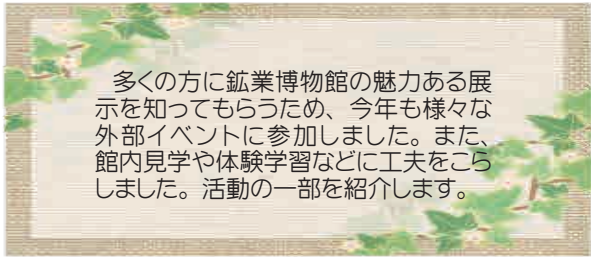 多くの方に鉱業博物館の魅力ある展
示を知ってもらうため、今年も様々な
外部イベントに参加しました。また、
館内見学や体験学習などに工夫をこら
しました。活動の一部を紹介します。